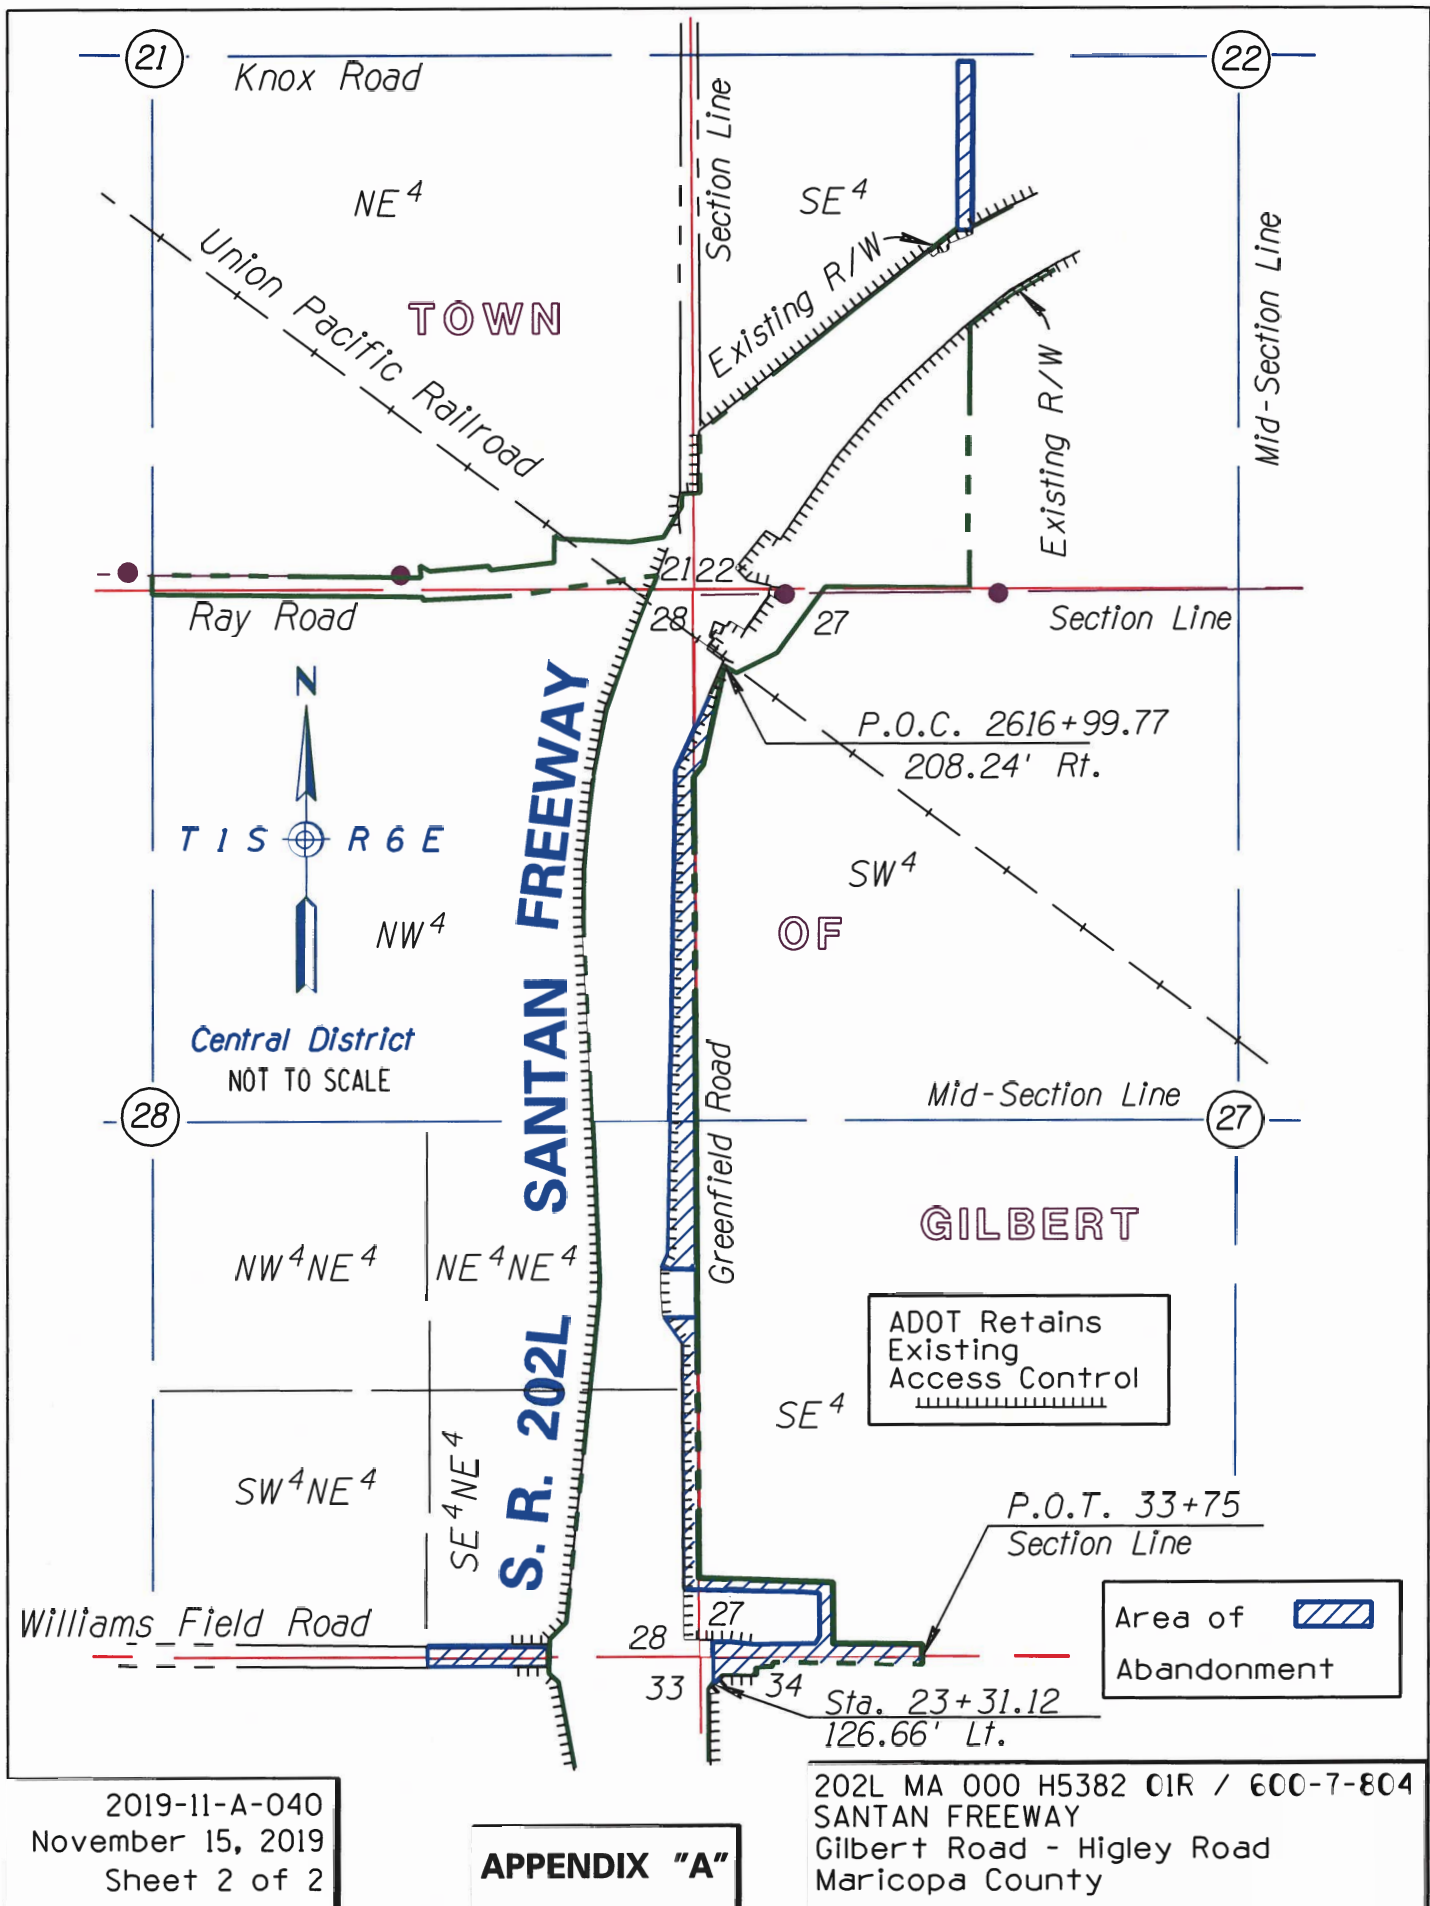 21
22
Knox Road
Section Line
NE 4
SE 4
Mid-Section Line
Union Pacific Railroad
TOWN
Existing R/W
Existing R/W
21 22
28 27
Ray Road
Section Line
N
T 1 S R 6 E
P.O.C. 2616+99.77
208.24' Rt.
SANTAN FREEWAY
SW 4
NW 4
OF
Central District
NOT TO SCALE
Greenfield Road
Mid-Section Line
28
27
GILBERT
NW 4 NE 4
NE 4 NE 4
ADOT Retains
Existing
Access Control
S. R. 202L
SE 4
SW 4 NE 4
SE 4 NE 4
P.O.T. 33+75
Section Line
Williams Field Road
28 27
33 34
Area of
Abandonment
Sta. 23+31.12
126.66' Lt.
2019-11-A-040
November 15, 2019
Sheet 2 of 2
APPENDIX "A"
202L MA 000 H5382 01R / 600-7-804
SANTAN FREEWAY
Gilbert Road - Higley Road
Maricopa County